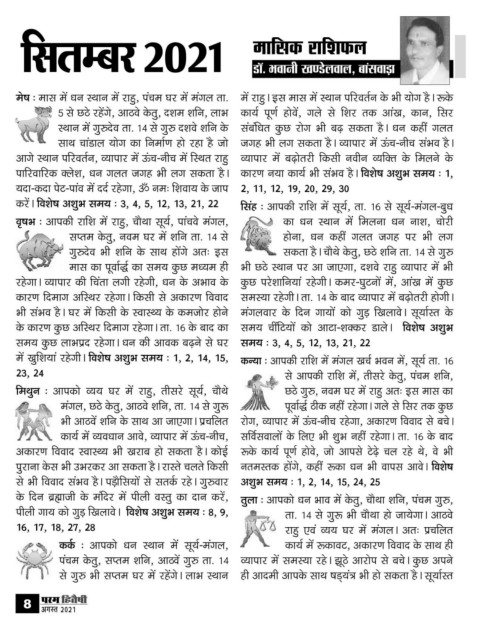 सितम्बर 2021
मासिक राशिफल
डॉ. भवानी खण्डेलवाल, बांसवाड़ा
मेष : मास में धन स्थान में राहु, पंचम घर में मंगल ता.
5 से छठे रहेंगे, आठवे केतु, दशम शनि, लाभ
स्थान में गुरुदेव ता. 14 से गुरु दशवे शनि के
साथ चांडाल योग का निर्माण हो रहा है जो
आगे स्थान परिवर्तन, व्यापार में ऊंच-नीच में स्थित राहु
पारिवारिक क्लेश, धन गलत जगह भी लग सकता है।
यदा-कदा पेट-पांव में दर्द रहेगा, ॐ नमः शिवाय के जाप
करें। विशेष अशुभ समय : 3, 4, 5, 12, 13, 21, 22
वृषभ : आपकी राशि में राहु, चौथा सूर्य, पांचवे मंगल,
सप्तम केतु, नवम घर में शनि ता. 14 से
गुरुदेव भी शनि के साथ होंगे अतः इस
मास का पूर्वार्द्ध का समय कुछ मध्यम ही
रहेगा। व्यापार की चिंता लगी रहेगी, धन के अभाव के
कारण दिमाग अस्थिर रहेगा। किसी से अकारण विवाद
भी संभव है। घर में किसी के स्वास्थ्य के कमजोर होने
के कारण कुछ अस्थिर दिमाग रहेगा। ता. 16 के बाद का
समय कुछ लाभप्रद रहेगा। धन की आवक बढ़ने से घर
में खुशियां रहेगी। विशेष अशुभ समय : 1, 2, 14, 15,
23, 24
मिथुन : आपको व्यय घर में राहु, तीसरे सूर्य, चौथे
मंगल, छठे केतु, आठवे शनि, ता. 14 से गुरू
भी आठवें शनि के साथ आ जाएगा। प्रचलित
कार्य में व्यवधान आवे, व्यापार में ऊंच-नीच,
अकारण विवाद स्वास्थ्य भी खराब हो सकता है। कोई
पुराना केस भी उभरकर आ सकता है। रास्ते चलते किसी
से भी विवाद संभव है। पड़ौसियों से सतर्क रहे। गुरुवार
के दिन ब्रह्माजी के मंदिर में पीली वस्तु का दान करें,
पीली गाय को गुड़ खिलावे। विशेष अशुभ समय : 8, 9,
16, 17, 18, 27, 28
कर्क : आपको धन स्थान में सूर्य-मंगल,
पंचम केतु, सप्तम शनि, आठवें गुरु ता. 14
से गुरु भी सप्तम घर में रहेंगे। लाभ स्थान
में राहु। इस मास में स्थान परिवर्तन के भी योग है। रूके
कार्य पूर्ण होवें, गले से शिर तक आंख, कान, सिर
संबंधित कुछ रोग भी बढ़ सकता है। धन कहीं गलत
जगह भी लग सकता है। व्यापार में ऊंच-नीच संभव है।
व्यापार में बढ़ोतरी किसी नवीन व्यक्ति के मिलने के
कारण नया कार्य भी संभव है। विशेष अशुभ समय : 1,
2, 11, 12, 19, 20, 29, 30
सिंह : आपकी राशि में सूर्य, ता. 16 से सूर्य-मंगल-बुध
का धन स्थान में मिलना धन नाश, चोरी
होना, धन कहीं गलत जगह पर भी लग
सकता है। चौथे केतु, छठे शनि ता. 14 से गुरु
भी छठे स्थान पर आ जाएगा, दशवे राहु व्यापार में भी
कुछ परेशानियां रहेगी। कमर-घुटनों में, आंख में कुछ
समस्या रहेगी। ता. 14 के बाद व्यापार में बढ़ोतरी होगी।
मंगलवार के दिन गायों को गुड़ खिलावे। सूर्यास्त के
समय चींटियों को आटा-शक्कर डाले। विशेष अशुभ
समय : 3, 4, 5, 12, 13, 21, 22
कन्या : आपकी राशि में मंगल खर्च भवन में, सूर्य ता. 16
से आपकी राशि में, तीसरे केतु, पंचम शनि,
छठे गुरु, नवम घर में राहु अतः इस मास का
पूर्वार्द्ध ठीक नहीं रहेगा। गले से सिर तक कुछ
रोग, व्यापार में ऊंच-नीच रहेगा, अकारण विवाद से बचे।
सर्विसवालों के लिए भी शुभ नहीं रहेगा। ता. 16 के बाद
रूके कार्य पूर्ण होवे, जो आपसे टेढ़े चल रहे थे, वे भी
नतमस्तक होंगे, कहीं रूका धन भी वापस आवे। विशेष
अशुभ समय : 1, 2, 14, 15, 24, 25
तुला : आपको धन भाव में केतु, चौथा शनि, पंचम गुरु,
ता. 14 से गुरू भी चौथा हो जायेगा। आठवे
राहु एवं व्यय घर में मंगल। अतः प्रचलित
कार्य में रूकावट, अकारण विवाद के साथ ही
व्यापार में समस्या रहे। झूठे आरोप से बचे। कुछ अपने
ही आदमी आपके साथ षड्यंत्र भी हो सकता है। सूर्यास्त
8 परम हितैषी
अगस्त 2021